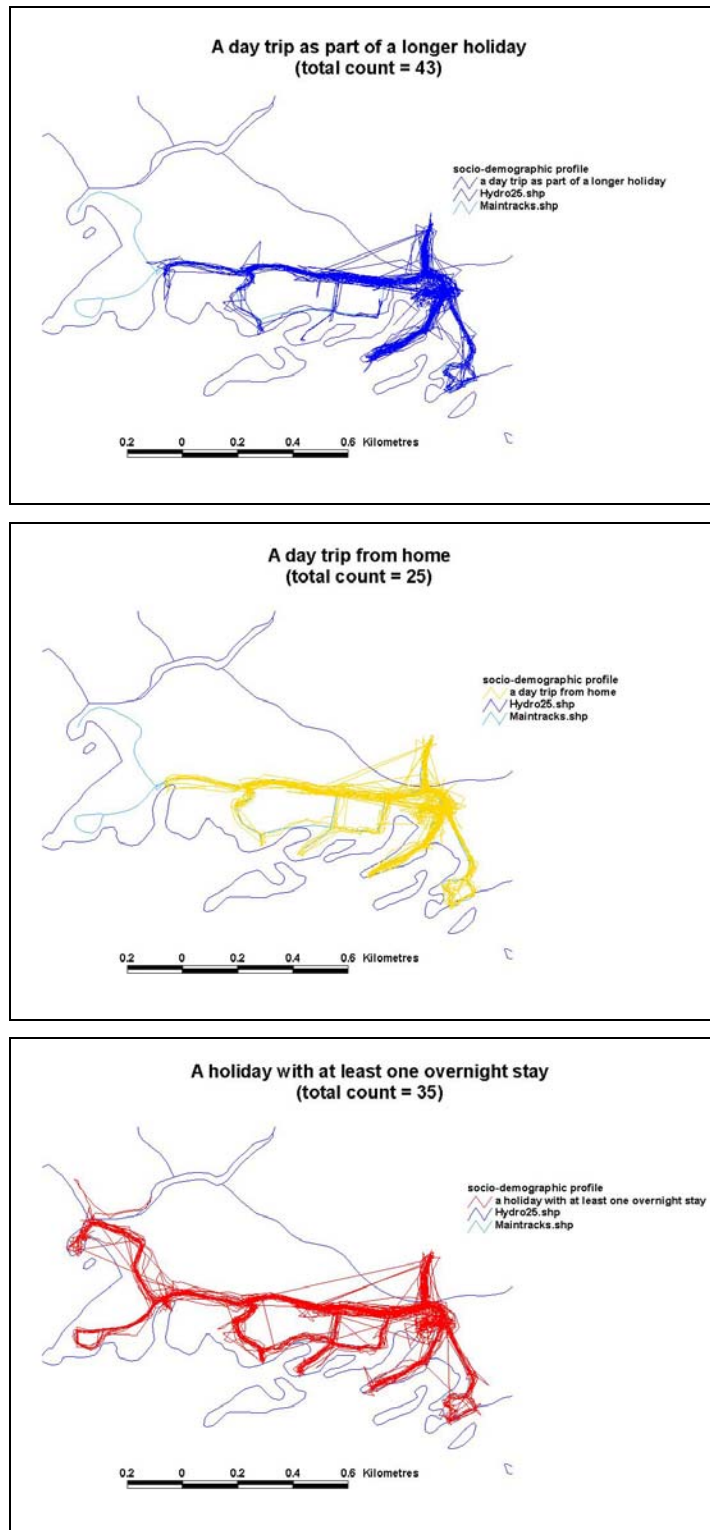 A day trip as part of a longer holiday
(total count = 43)
socio-demographic profile
a day trip as part of a longer holiday
Hydro25.shp
Maintracks.shp
0.2 0 0.2 0.4 0.6 Kilometres
A day trip from home
(total count = 25)
socio-demographic profile
a day trip from home
Hydro25.shp
Maintracks.shp
0.2 0 0.2 0.4 0.6 Kilometres
A holiday with at least one overnight stay
(total count = 35)
socio-demographic profile
a holiday with at least one overnight stay
Hydro25.shp
Maintracks.shp
0.2 0 0.2 0.4 0.6 Kilometres